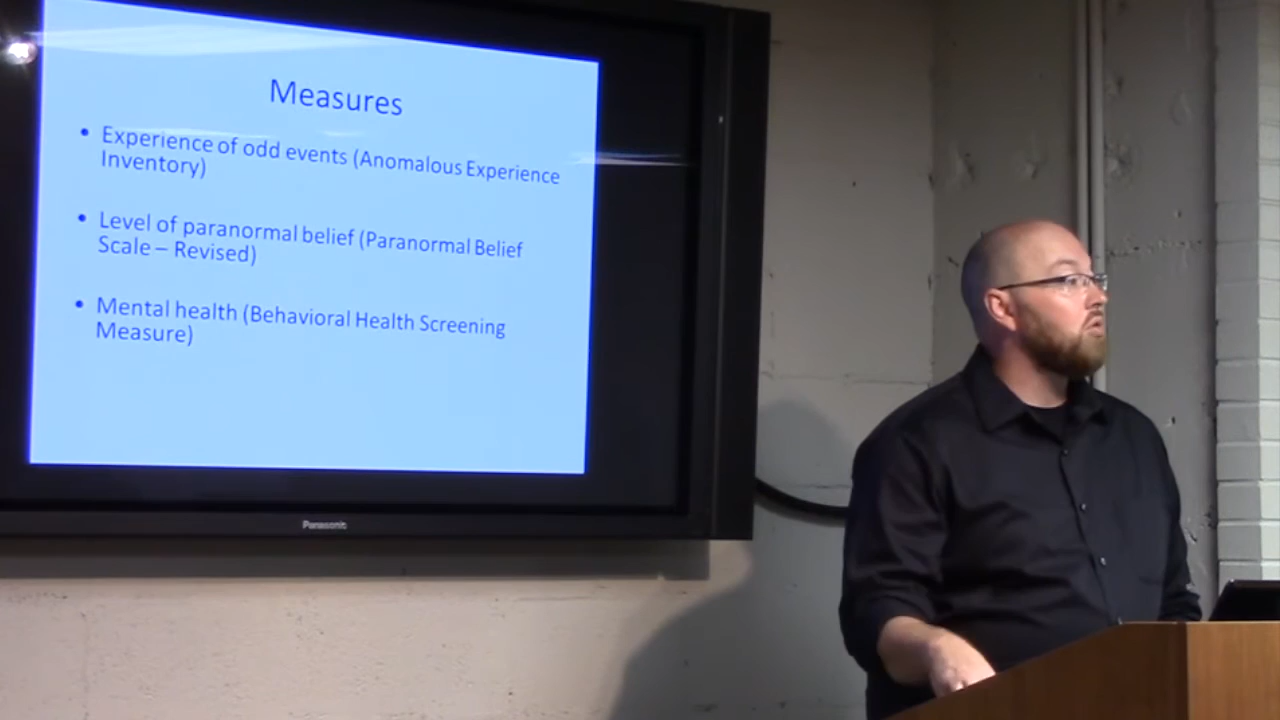 Measures
• Experience of odd events (Anomalous Experience
Inventory)
• Level of paranormal belief (Paranormal Belief
Scale – Revised)
• Mental health (Behavioral Health Screening
Measure)
Panasonic